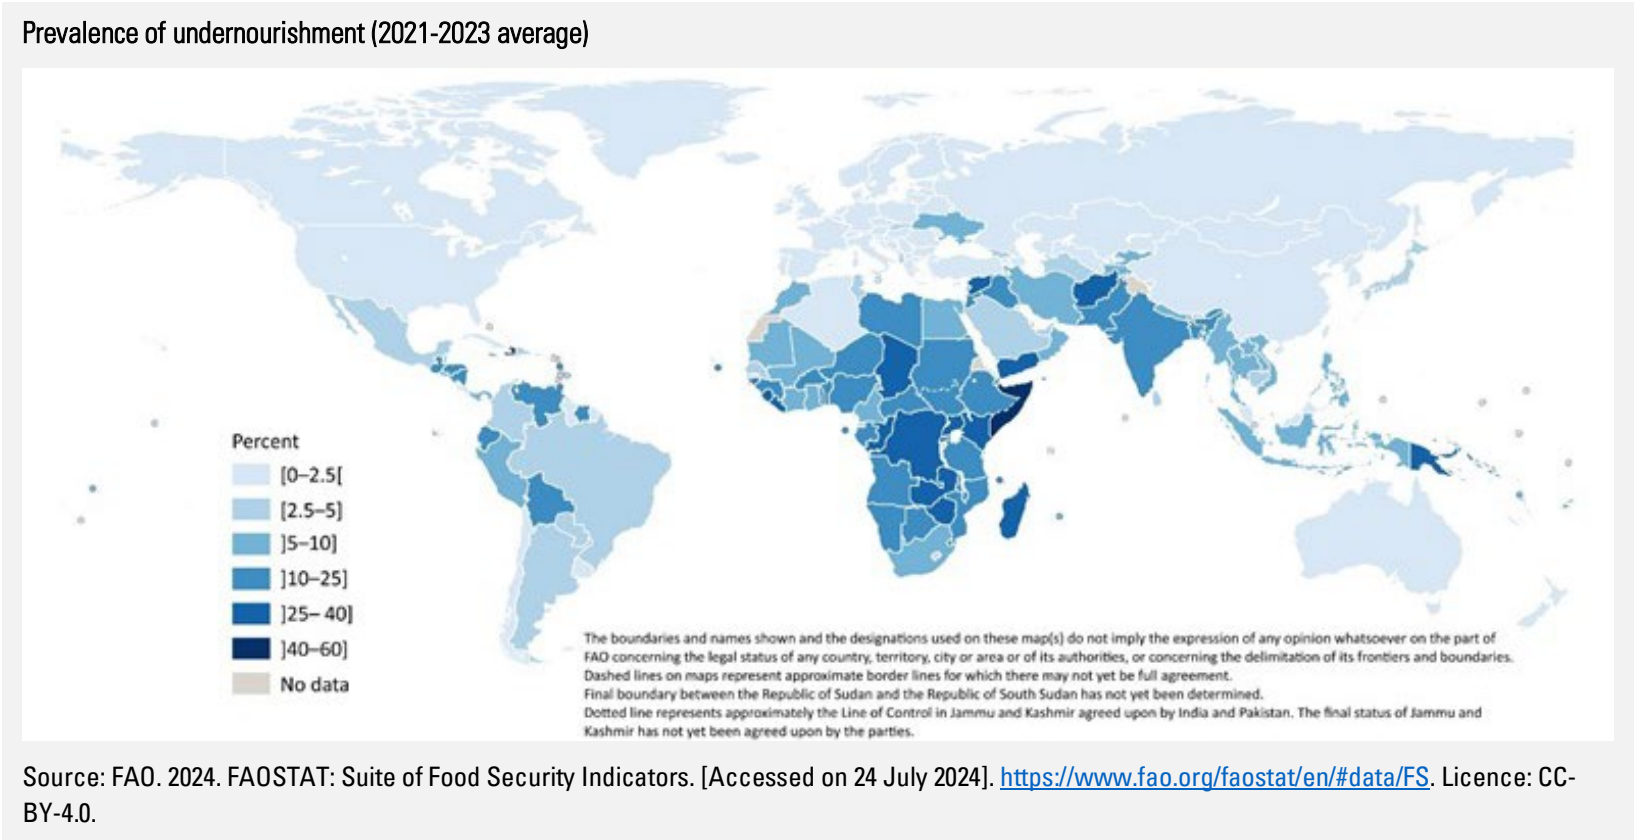 Prevalence of undernourishment (2021-2023 average)
Percent
[0–2.5[
[2.5–5]
]5–10]
]10–25]
]25– 40]
]40–60]
No data
The boundaries and names shown and the designations used on these map(s) do not imply the expression of any opinion whatsoever on the part of
FAO concerning the legal status of any country, territory, city or area or of its authorities, or concerning the delimitation of its frontiers and boundaries.
Dashed lines on maps represent approximate border lines for which there may not yet be full agreement.
Final boundary between the Republic of Sudan and the Republic of South Sudan has not yet been determined.
Dotted line represents approximately the Line of Control in Jammu and Kashmir agreed upon by India and Pakistan. The final status of Jammu and
Kashmir has not yet been agreed upon by the parties.
Source: FAO. 2024. FAOSTAT: Suite of Food Security Indicators. [Accessed on 24 July 2024]. https://www.fao.org/faostat/en/#data/FS. Licence: CC-
BY-4.0.